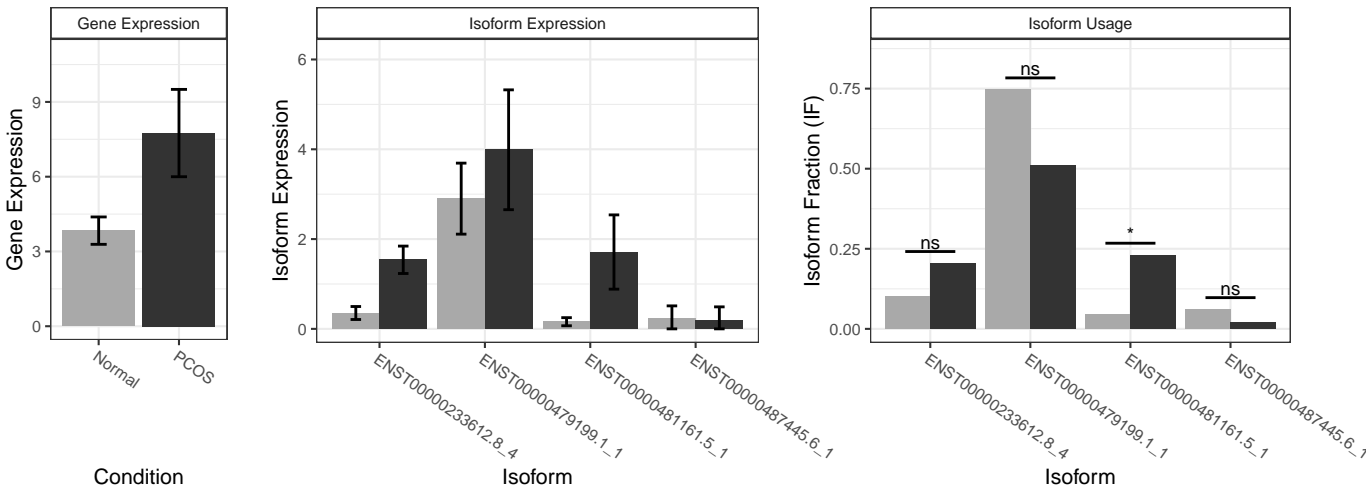 Gene Expression
Gene Expression
9
6
3
0
Normal
PCOS
Condition
Isoform Expression
Isoform Expression
6
4
2
0
ENST00000233612.8_4
ENST00000479199.1_1
ENST00000481161.5_1
ENST00000487445.6_1
Isoform
Isoform Usage
Isoform Fraction (IF)
0.75
0.50
0.25
0.00
ns
ns
*
ns
ENST00000233612.8_4
ENST00000479199.1_1
ENST00000481161.5_1
ENST00000487445.6_1
Isoform